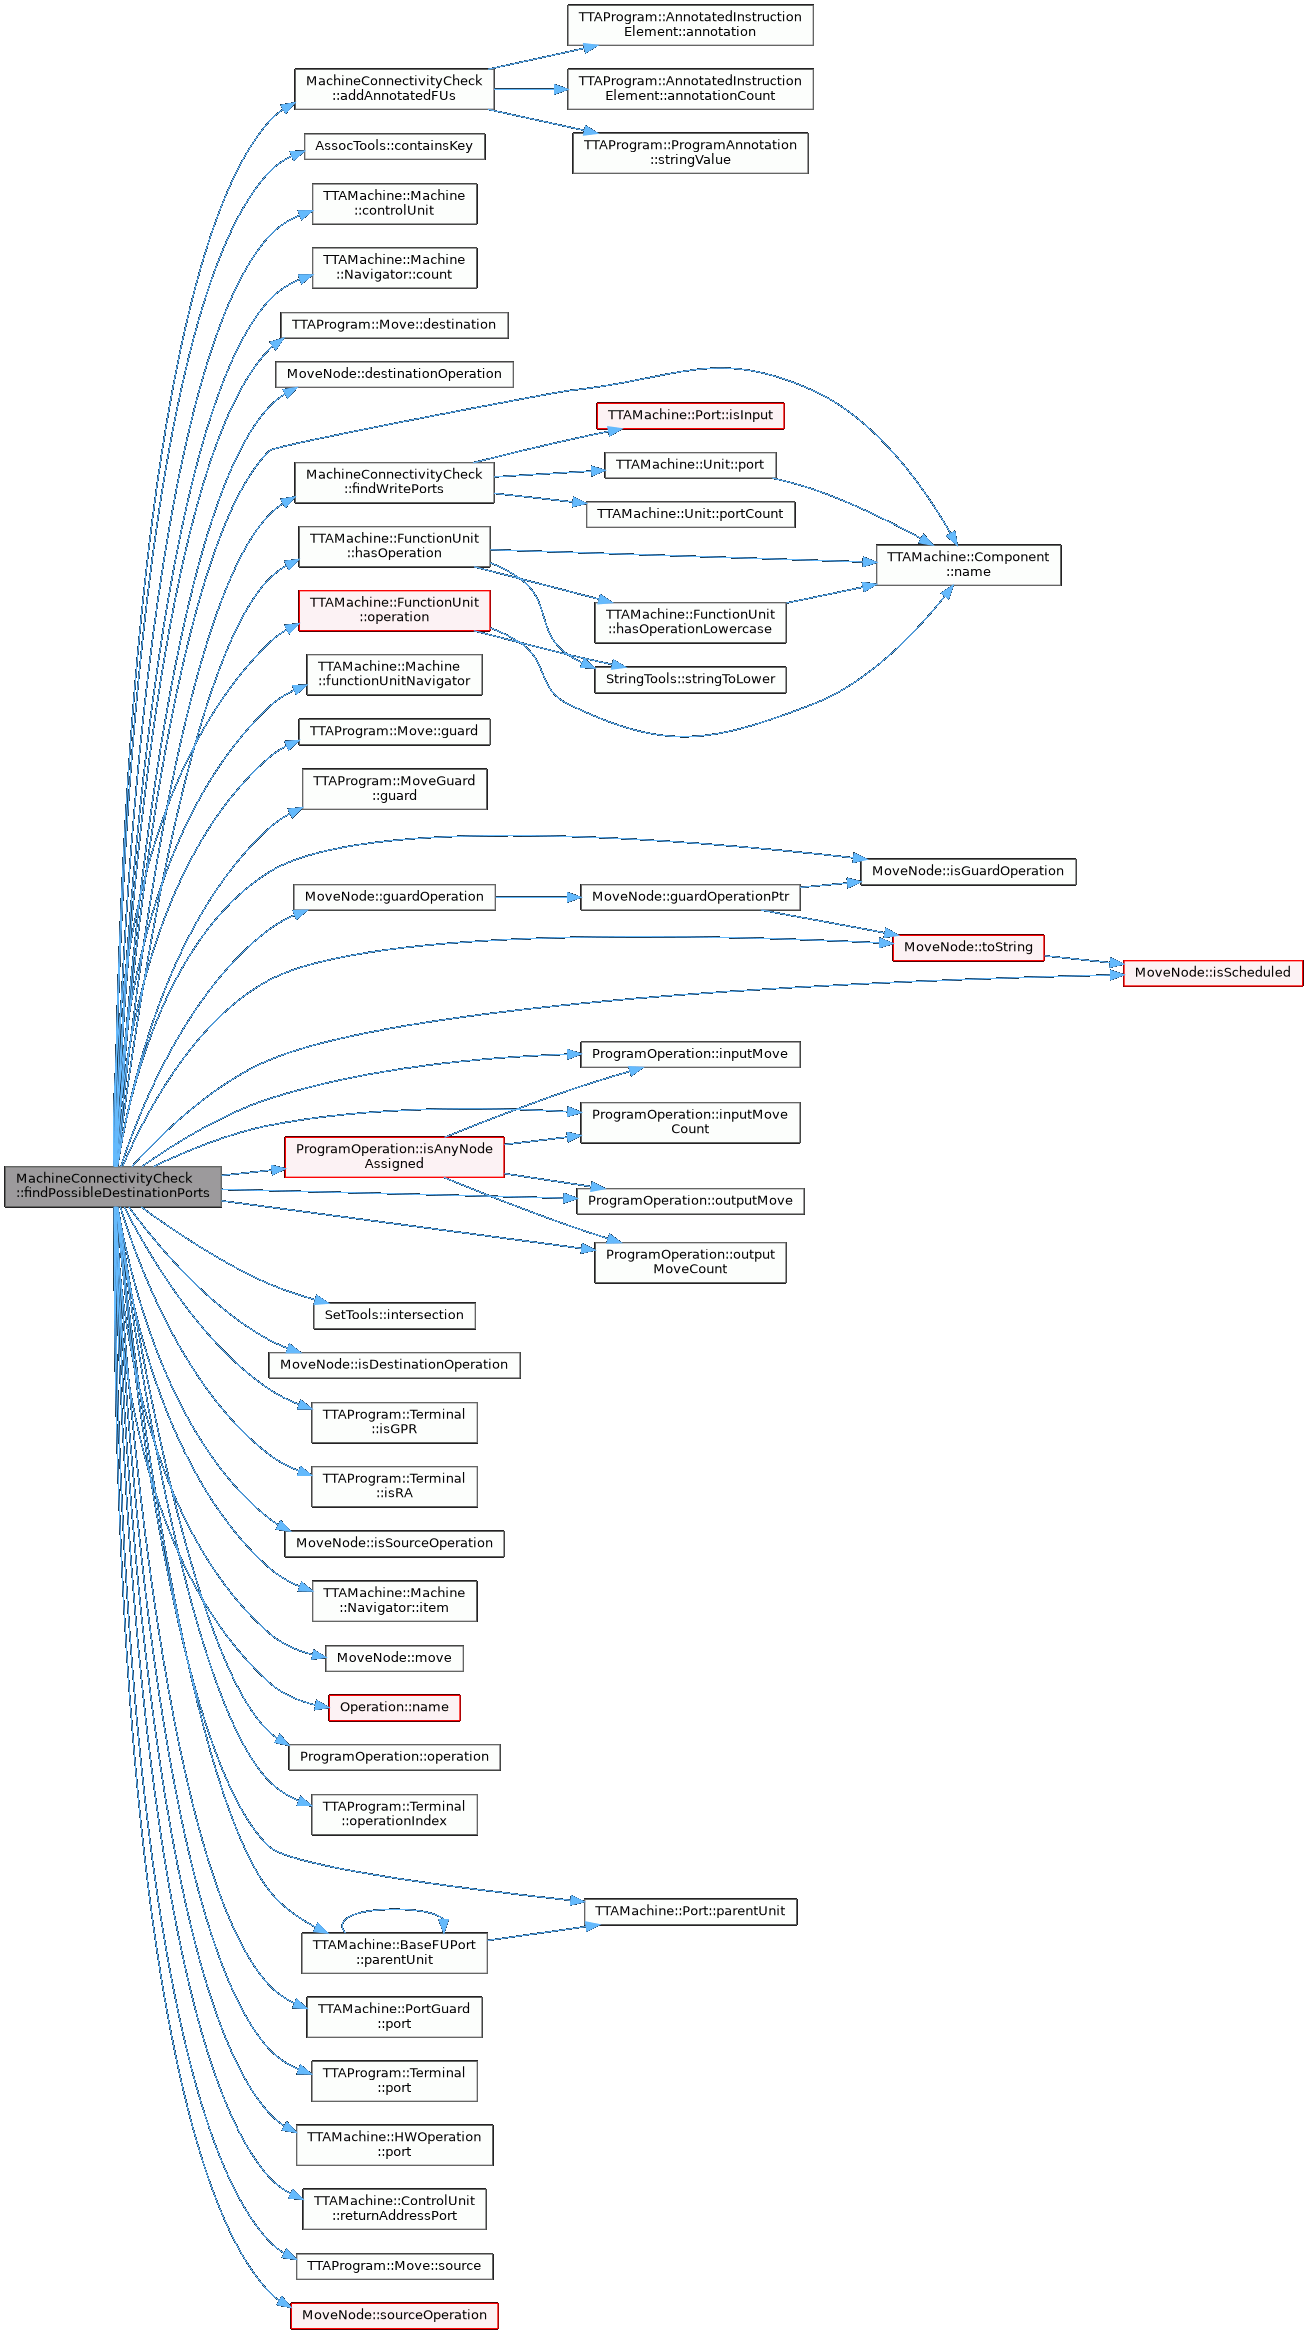 TTAProgram::AnnotatedInstruction
Element::annotation
MachineConnectivityCheck
::addAnnotatedFUs
TTAProgram::AnnotatedInstruction
Element::annotationCount
AssocTools::containsKey
TTAProgram::ProgramAnnotation
::stringValue
TTAMachine::Machine
::controlUnit
TTAMachine::Machine
::Navigator::count
TTAProgram::Move::destination
MoveNode::destinationOperation
TTAMachine::Port::isInput
MachineConnectivityCheck
::findWritePorts
TTAMachine::Unit::port
TTAMachine::Unit::portCount
TTAMachine::FunctionUnit
::hasOperation
TTAMachine::Component
::name
TTAMachine::FunctionUnit
::operation
TTAMachine::FunctionUnit
::hasOperationLowercase
TTAMachine::Machine
::functionUnitNavigator
StringTools::stringToLower
TTAProgram::Move::guard
TTAProgram::MoveGuard
::guard
MoveNode::isGuardOperation
MoveNode::guardOperation
MoveNode::guardOperationPtr
MoveNode::toString
MoveNode::isScheduled
ProgramOperation::inputMove
ProgramOperation::inputMove
Count
ProgramOperation::isAnyNode
Assigned
MachineConnectivityCheck
::findPossibleDestinationPorts
ProgramOperation::outputMove
ProgramOperation::output
MoveCount
SetTools::intersection
MoveNode::isDestinationOperation
TTAProgram::Terminal
::isGPR
TTAProgram::Terminal
::isRA
MoveNode::isSourceOperation
TTAMachine::Machine
::Navigator::item
MoveNode::move
Operation::name
ProgramOperation::operation
TTAProgram::Terminal
::operationIndex
TTAMachine::Port::parentUnit
TTAMachine::BaseFUPort
::parentUnit
TTAMachine::PortGuard
::port
TTAProgram::Terminal
::port
TTAMachine::HWOperation
::port
TTAMachine::ControlUnit
::returnAddressPort
TTAProgram::Move::source
MoveNode::sourceOperation